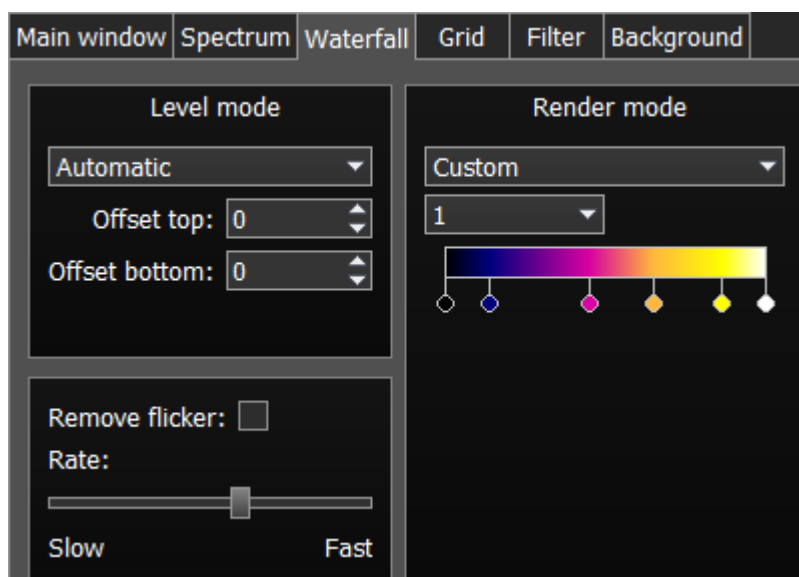 Main window Spectrum Waterfall Grid Filter Background
Level mode
Automatic
Offset top: 0
Offset bottom: 0
Remove flicker:
Rate:
Slow Fast
Render mode
Custom
1